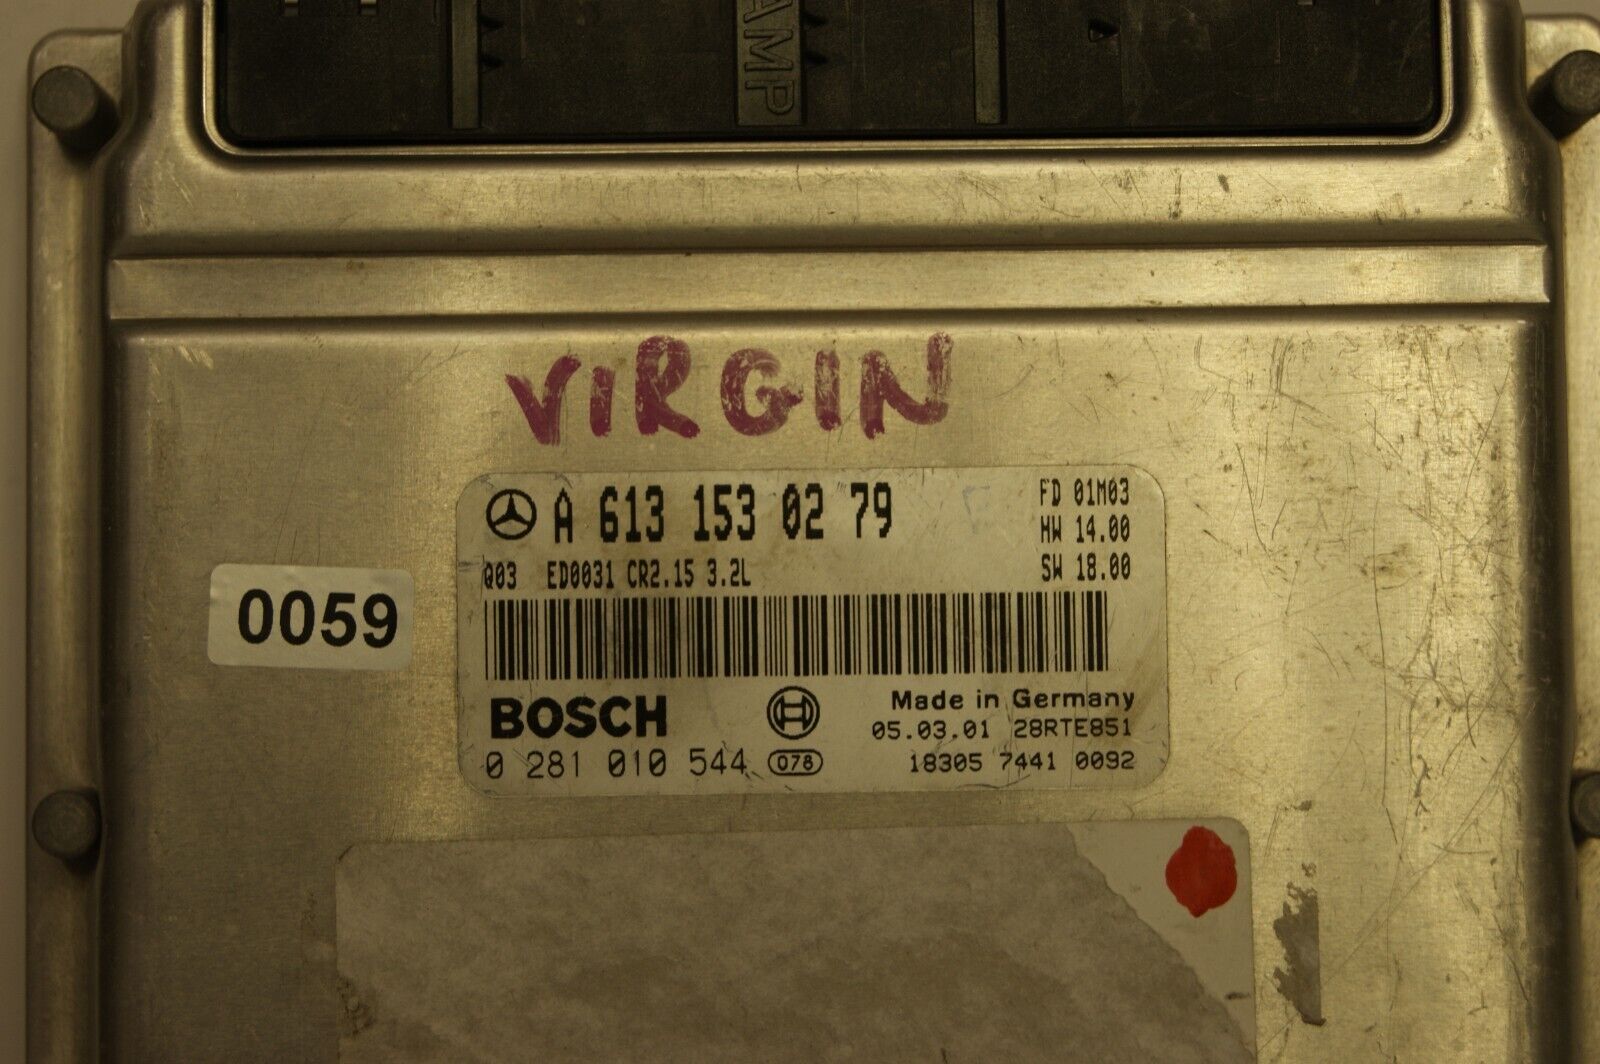 AMP
VIRGIN
A 613 153 02 79
FD 01M03
HW 14.00
Q03 ED0031 CR2.15 3.2L
SW 18.00
0059
BOSCH
Made in Germany
05.03.01 28RTE851
0 281 010 544 078
18305 7441 0092